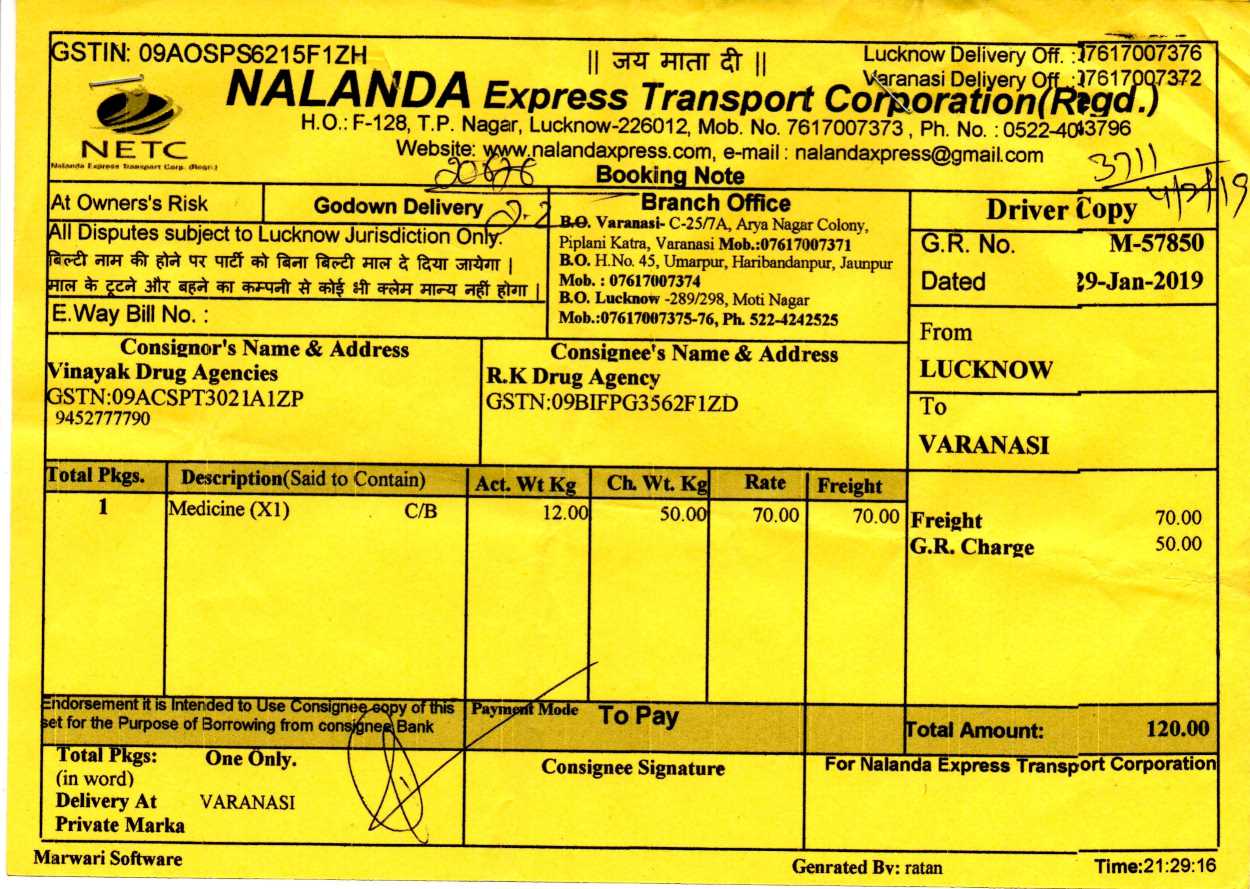 GSTIN: 09AOSPS6215F1ZH
|| जय माता दी ||
Lucknow Delivery Off. :07617007376
Varanasi Delivery Off. :07617007372
NALANDA Express Transport Corporation(Regd.)
H.O.: F-128, T.P. Nagar, Lucknow-226012, Mob. No. 7617007373 , Ph. No. : 0522-4043796
Website: www.nalandaxpress.com, e-mail : nalandaxpress@gmail.com
NETC
Nalanda Express Transport Corp. (Regn.)
Booking Note
3711
4/2/19
At Owners's Risk
Godown Delivery
All Disputes subject to Lucknow Jurisdiction Only.
बिल्टी नाम की होने पर पार्टी को बिना बिल्टी माल दे दिया जायेगा |
माल के टूटने और बहने का कम्पनी से कोई भी क्लेम मान्य नहीं होगा |
E.Way Bill No. :
Branch Office
B.O. Varanasi- C-25/7A, Arya Nagar Colony,
Piplani Katra, Varanasi Mob.:07617007371
B.O. H.No. 45, Umarpur, Haribandanpur, Jaunpur
Mob. : 07617007374
B.O. Lucknow -289/298, Moti Nagar
Mob.:07617007375-76, Ph. 522-4242525
Driver Copy
G.R. No. M-57850
Dated 29-Jan-2019
From
LUCKNOW
To
VARANASI
Consignor's Name & Address
Vinayak Drug Agencies
GSTN:09ACSPT3021A1ZP
9452777790
Consignee's Name & Address
R.K Drug Agency
GSTN:09BIFPG3562F1ZD
Total Pkgs. Description(Said to Contain) Act. Wt Kg Ch. Wt. Kg Rate Freight
1 Medicine (X1) C/B 12.00 50.00 70.00 70.00
Freight 70.00
G.R. Charge 50.00
Endorsement it is Intended to Use Consignee copy of this
set for the Purpose of Borrowing from consignee Bank
Payment Mode To Pay
Total Amount: 120.00
Total Pkgs: One Only.
(in word)
Delivery At VARANASI
Private Marka
Consignee Signature
For Nalanda Express Transport Corporation
Marwari Software
Genrated By: ratan
Time:21:29:16